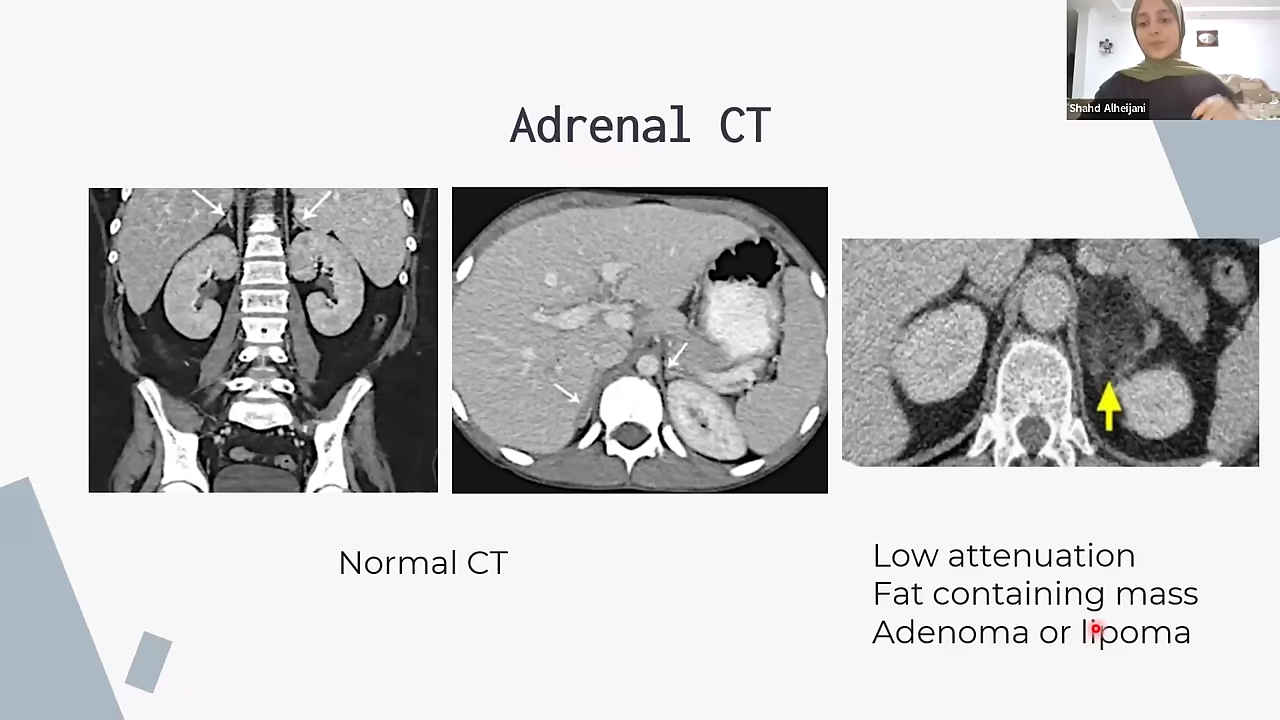 Shahd Alheijani
Adrenal CT
Normal CT
Low attenuation
Fat containing mass
Adenoma or lipoma